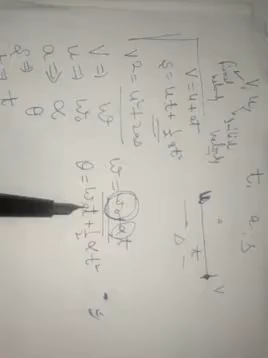 V, u, t, a, s
final velocity
initial velocity
V = u + at
s = ut + ½ at²
V² = u² + 2as
V ⇒ ω
u ⇒ ω₀
a ⇒ α
s ⇒ θ
t ⇒ t
ω = ω₀ + αt
θ = ω₀t + ½ αt²
t
s
V